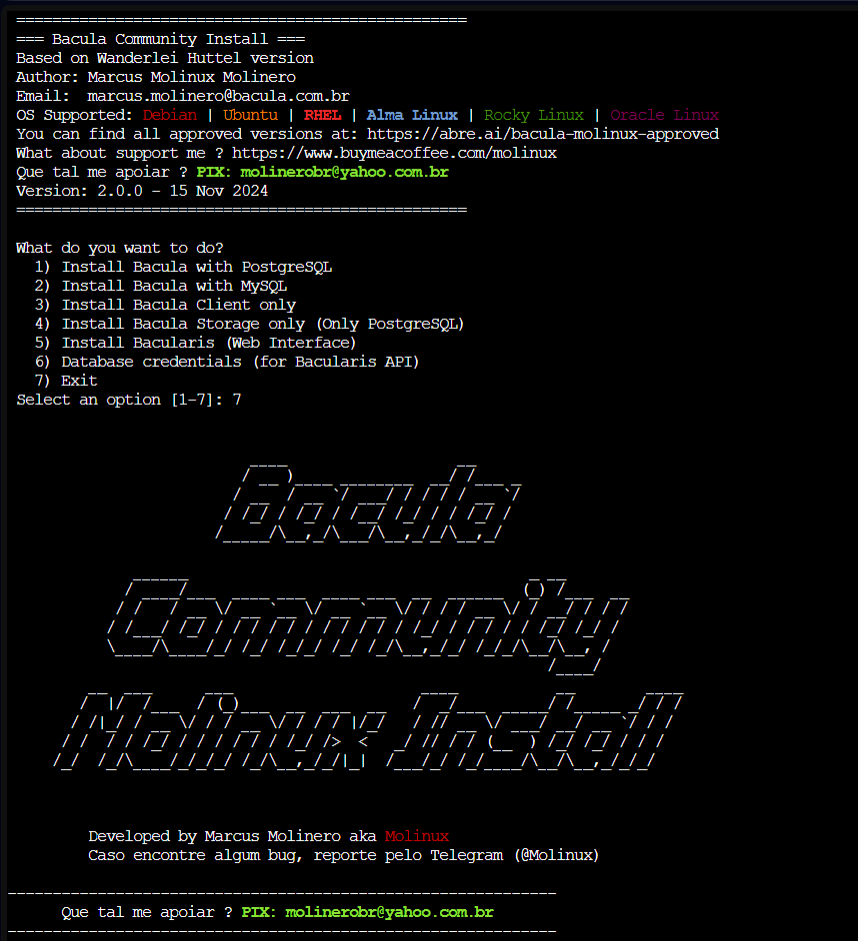 ==================================================
=== Bacula Community Install ===
Based on Wanderlei Huttel version
Author: Marcus Molinux Molinero
Email:  marcus.molinero@bacula.com.br
OS Supported: Debian | Ubuntu | RHEL | Alma Linux | Rocky Linux | Oracle Linux
You can find all approved versions at: https://abre.ai/bacula-molinux-approved
What about support me ? https://www.buymeacoffee.com/molinux
Que tal me apoiar ? PIX: molinerobr@yahoo.com.br
Version: 2.0.0 - 15 Nov 2024
==================================================
What do you want to do?
1) Install Bacula with PostgreSQL
2) Install Bacula with MySQL
3) Install Bacula Client only
4) Install Bacula Storage only (Only PostgreSQL)
5) Install Bacularis (Web Interface)
6) Database credentials (for Bacularis API)
7) Exit
Select an option [1-7]: 7
Bacula
Community
Molinux Install
Developed by Marcus Molinero aka Molinux
Caso encontre algum bug, reporte pelo Telegram (@Molinux)
Que tal me apoiar ? PIX: molinerobr@yahoo.com.br